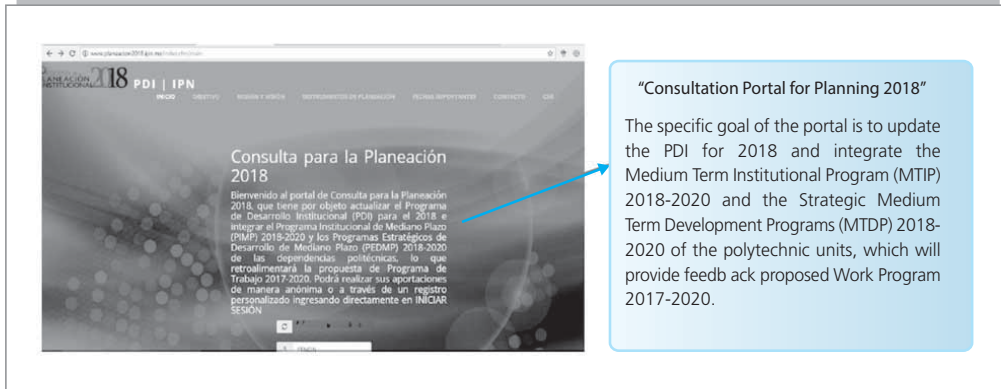 www.planeacion2018.ipn.mx
PLANEACIÓN
INSTITUCIONAL 2018 PDI | IPN
INICIO OBJETIVO MISIÓN Y VISIÓN INSTRUMENTOS DE PLANEACIÓN FECHAS IMPORTANTES CONTACTO
Consulta para la Planeación
2018
Bienvenido al portal de Consulta para la Planeación
2018, que tiene por objeto actualizar el Programa
de Desarrollo Institucional (PDI) para el 2018 e
integrar el Programa Institucional de Mediano Plazo
(PIMP) 2018-2020 y los Programas Estratégicos de
Desarrollo de Mediano Plazo (PEDMP) 2018-2020
de las dependencias politécnicas, lo que
retroalimentará la propuesta de Programa de
Trabajo 2017-2020. Podrá realizar sus aportaciones
de manera anónima o a través de un registro
personalizado ingresando directamente en INICIAR
SESIÓN
"Consultation Portal for Planning 2018"
The specific goal of the portal is to update
the PDI for 2018 and integrate the
Medium Term Institutional Program (MTIP)
2018-2020 and the Strategic Medium
Term Development Programs (MTDP) 2018-
2020 of the polytechnic units, which will
provide feedb ack proposed Work Program
2017-2020.